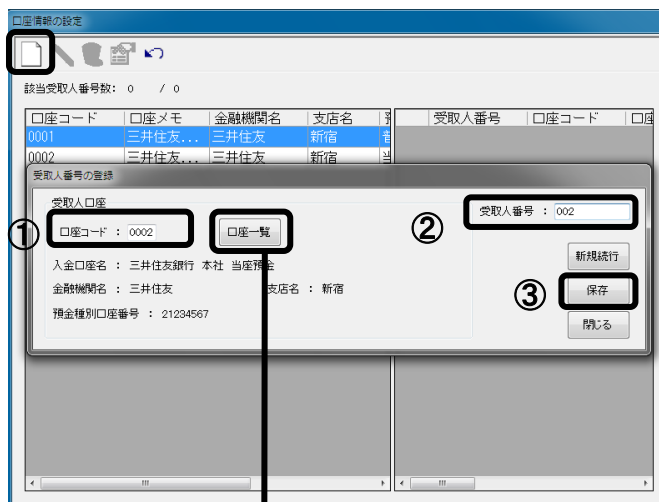 口座情報の設定
該当受取人番号数： 0 / 0
口座コード 口座メモ 金融機関名 支店名 受取人番号 口座コード
0001 三井住友... 三井住友 新宿
0002 三井住友... 三井住友 新宿
受取人番号の登録
受取人口座
① 口座コード ： 0002 口座一覧
② 受取人番号 ： 002
入金口座名 ： 三井住友銀行 本社 当座預金
新規続行
金融機関名 ： 三井住友 支店名 ： 新宿
③ 保存
預金種別口座番号 ： 21234567
閉じる